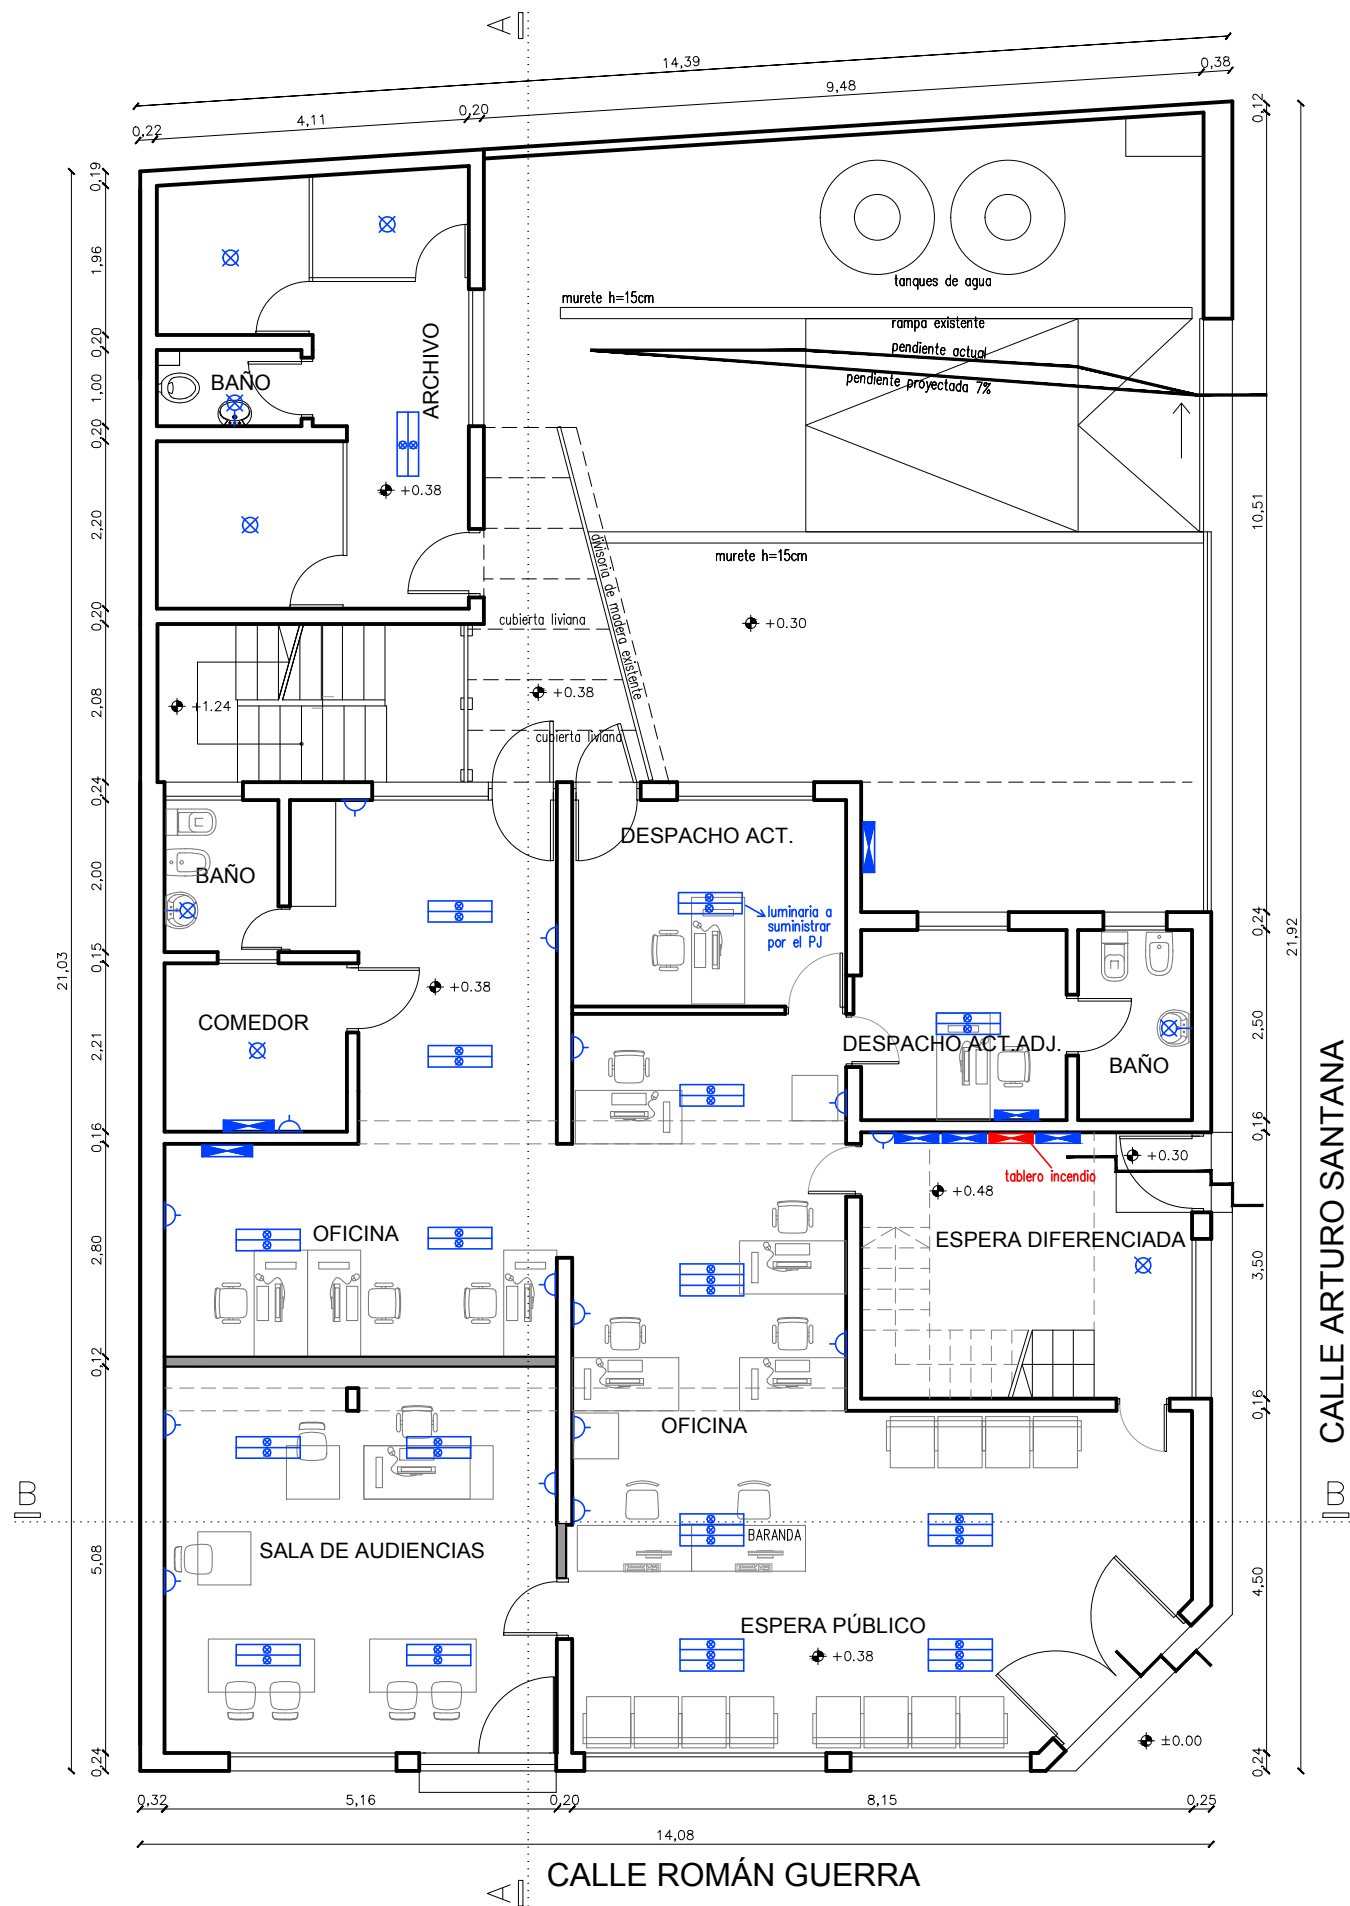 A
14,39
0,38
9,48
0,20
4,11
0,22
0,12
0,19
tanques de agua
1,96
murete h=15cm
rampa existente
pendiente actual
pendiente proyectada 7%
ARCHIVO
0,20
BAÑO
1,00
0,20
+0.38
10,51
2,20
murete h=15cm
divisoria de madera existente
0,20
cubierta liviana
+0.30
+0.38
2,08
+1.24
cubierta liviana
0,24
DESPACHO ACT.
2,00
BAÑO
luminaria a
suministrar
por el PJ
0,24
21,92
0,15
21,03
+0.38
COMEDOR
2,21
DESPACHO ACT.ADJ.
2,50
BAÑO
0,16
0,16
+0.30
tablero incendio
+0.48
CALLE ARTURO SANTANA
OFICINA
2,80
ESPERA DIFERENCIADA
3,50
0,12
0,16
OFICINA
B
B
BARANDA
SALA DE AUDIENCIAS
5,08
4,50
ESPERA PÚBLICO
+0.38
±0.00
0,24
0,24
0,32
5,16
0,20
8,15
0,25
14,08
CALLE ROMÁN GUERRA
A